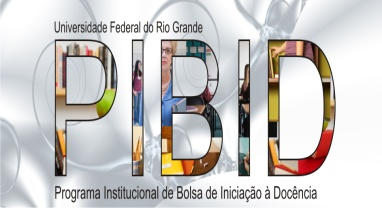 Universidade Federal do Rio Grande
PIBID
Programa Institucional de Bolsa de Iniciação à Docência